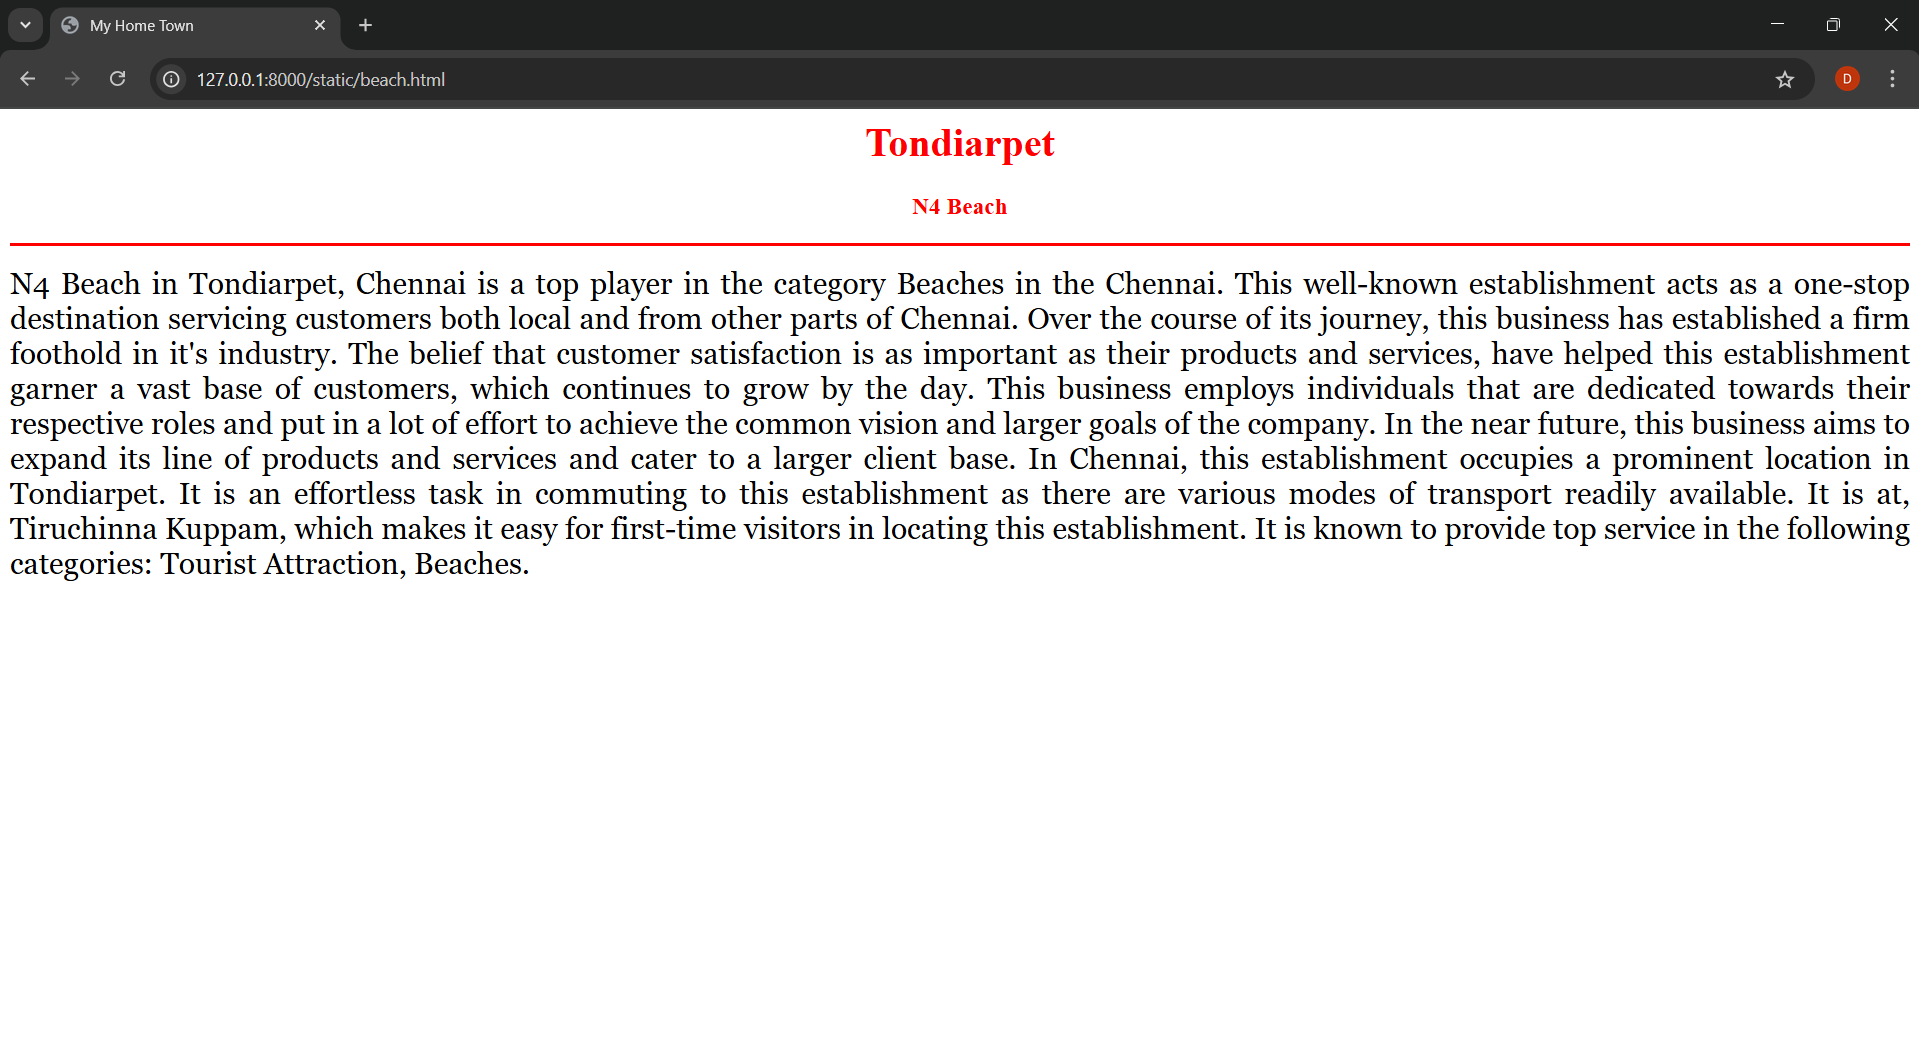 My Home Town
127.0.0.1:8000/static/beach.html
D
Tondiarpet
N4 Beach
N4 Beach in Tondiarpet, Chennai is a top player in the category Beaches in the Chennai. This well-known establishment acts as a one-stop
destination servicing customers both local and from other parts of Chennai. Over the course of its journey, this business has established a firm
foothold in it's industry. The belief that customer satisfaction is as important as their products and services, have helped this establishment
garner a vast base of customers, which continues to grow by the day. This business employs individuals that are dedicated towards their
respective roles and put in a lot of effort to achieve the common vision and larger goals of the company. In the near future, this business aims to
expand its line of products and services and cater to a larger client base. In Chennai, this establishment occupies a prominent location in
Tondiarpet. It is an effortless task in commuting to this establishment as there are various modes of transport readily available. It is at,
Tiruchinna Kuppam, which makes it easy for first-time visitors in locating this establishment. It is known to provide top service in the following
categories: Tourist Attraction, Beaches.